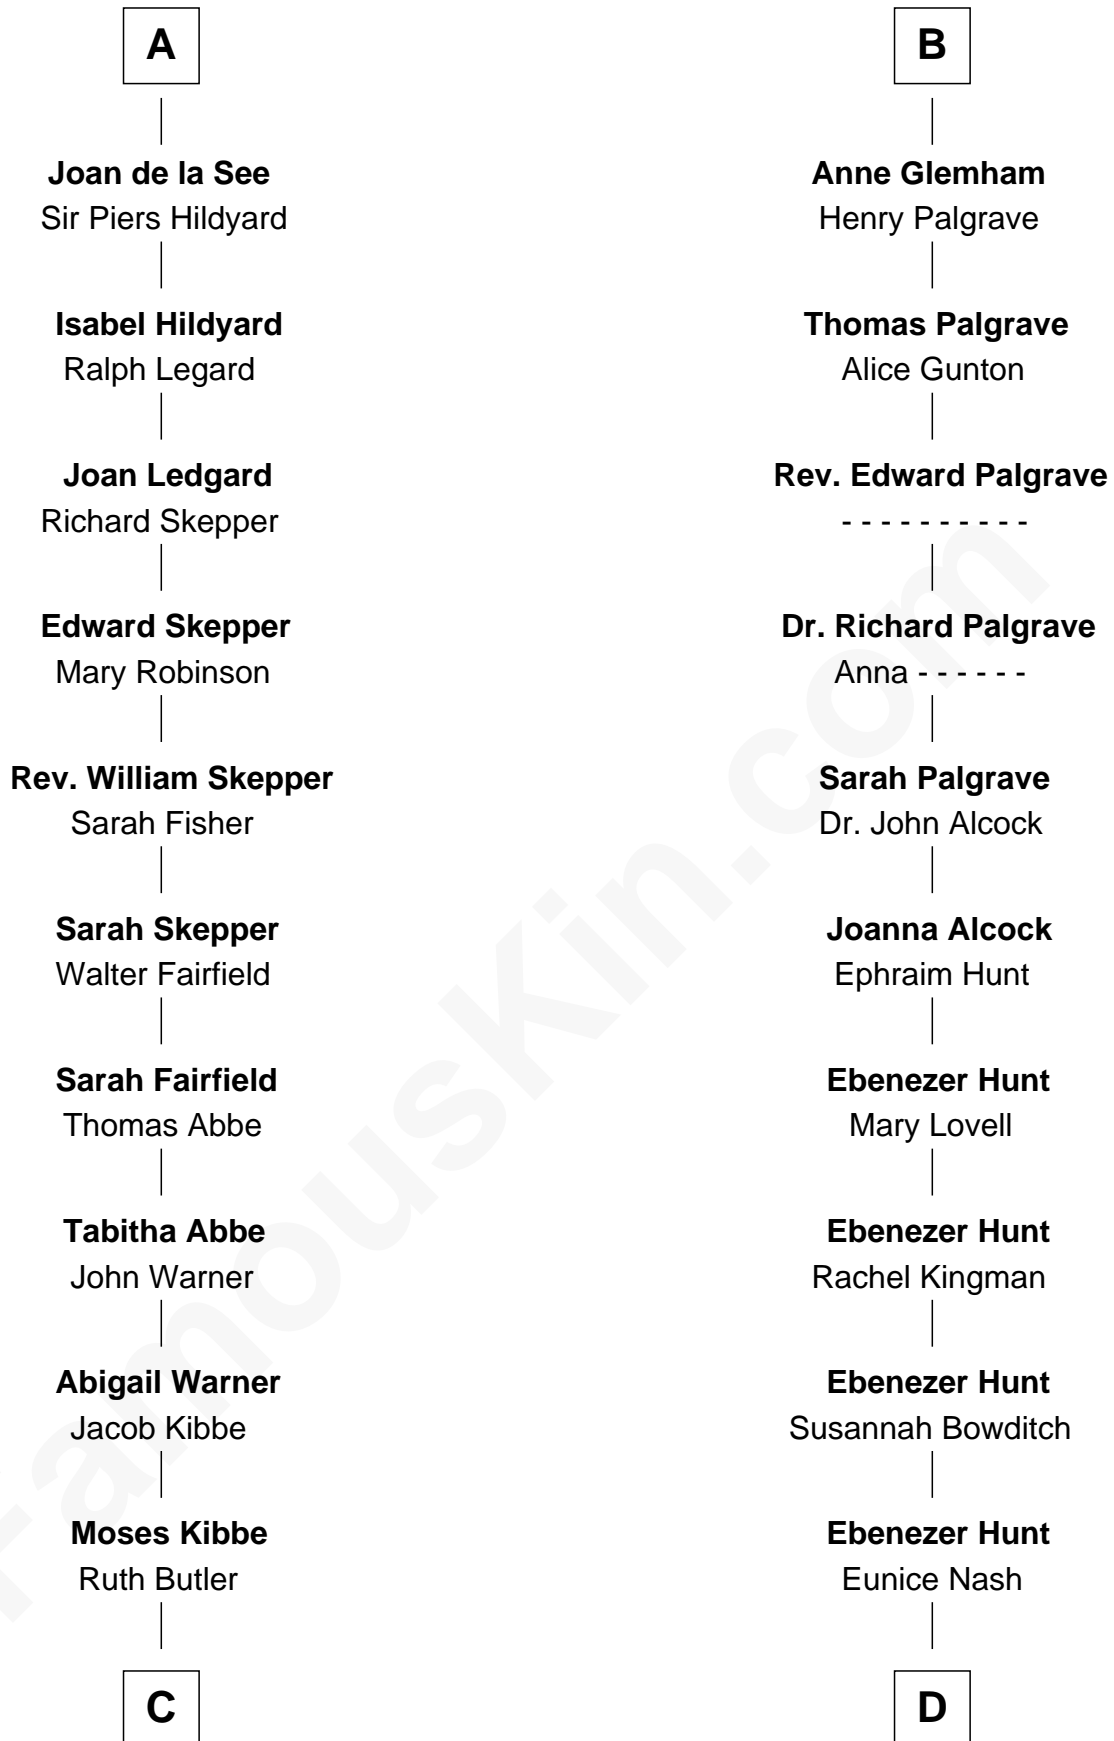 A
Joan de la See
Sir Piers Hildyard
Isabel Hildyard
Ralph Legard
Joan Ledgard
Richard Skepper
Edward Skepper
Mary Robinson
Rev. William Skepper
Sarah Fisher
Sarah Skepper
Walter Fairfield
Sarah Fairfield
Thomas Abbe
Tabitha Abbe
John Warner
Abigail Warner
Jacob Kibbe
Moses Kibbe
Ruth Butler
C
B
Anne Glemham
Henry Palgrave
Thomas Palgrave
Alice Gunton
Rev. Edward Palgrave
- - - - - - - - - -
Dr. Richard Palgrave
Anna - - - - - -
Sarah Palgrave
Dr. John Alcock
Joanna Alcock
Ephraim Hunt
Ebenezer Hunt
Mary Lovell
Ebenezer Hunt
Rachel Kingman
Ebenezer Hunt
Susannah Bowditch
Ebenezer Hunt
Eunice Nash
D
FamousKin.com